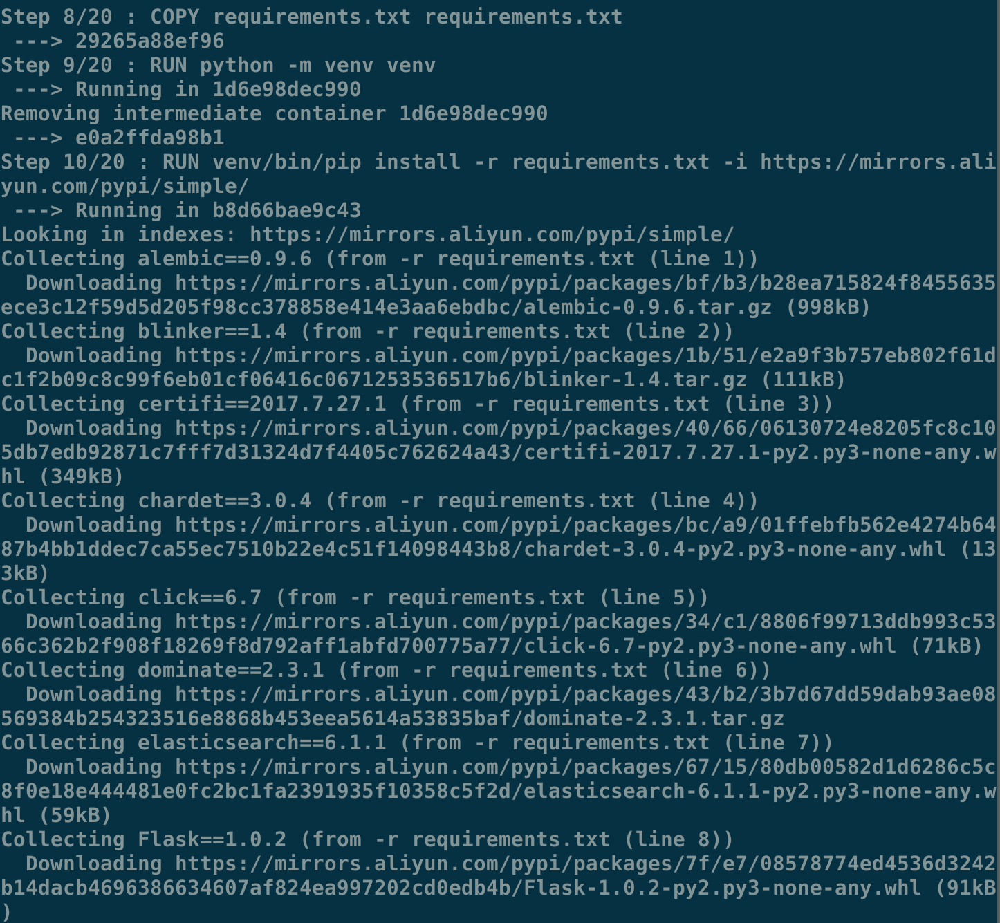 Step 8/20 : COPY requirements.txt requirements.txt
 ---> 29265a88ef96
Step 9/20 : RUN python -m venv venv
 ---> Running in 1d6e98dec990
Removing intermediate container 1d6e98dec990
 ---> e0a2ffda98b1
Step 10/20 : RUN venv/bin/pip install -r requirements.txt -i https://mirrors.ali
yun.com/pypi/simple/
 ---> Running in b8d66bae9c43
Looking in indexes: https://mirrors.aliyun.com/pypi/simple/
Collecting alembic==0.9.6 (from -r requirements.txt (line 1))
  Downloading https://mirrors.aliyun.com/pypi/packages/bf/b3/b28ea715824f8455635
ece3c12f59d5d205f98cc378858e414e3aa6ebdbc/alembic-0.9.6.tar.gz (998kB)
Collecting blinker==1.4 (from -r requirements.txt (line 2))
  Downloading https://mirrors.aliyun.com/pypi/packages/1b/51/e2a9f3b757eb802f61d
c1f2b09c8c99f6eb01cf06416c0671253536517b6/blinker-1.4.tar.gz (111kB)
Collecting certifi==2017.7.27.1 (from -r requirements.txt (line 3))
  Downloading https://mirrors.aliyun.com/pypi/packages/40/66/06130724e8205fc8c10
5db7edb92871c7fff7d31324d7f4405c762624a43/certifi-2017.7.27.1-py2.py3-none-any.w
hl (349kB)
Collecting chardet==3.0.4 (from -r requirements.txt (line 4))
  Downloading https://mirrors.aliyun.com/pypi/packages/bc/a9/01ffebfb562e4274b64
87b4bb1ddec7ca55ec7510b22e4c51f14098443b8/chardet-3.0.4-py2.py3-none-any.whl (13
3kB)
Collecting click==6.7 (from -r requirements.txt (line 5))
  Downloading https://mirrors.aliyun.com/pypi/packages/34/c1/8806f99713ddb993c53
66c362b2f908f18269f8d792aff1abfd700775a77/click-6.7-py2.py3-none-any.whl (71kB)
Collecting dominate==2.3.1 (from -r requirements.txt (line 6))
  Downloading https://mirrors.aliyun.com/pypi/packages/43/b2/3b7d67dd59dab93ae08
569384b254323516e8868b453eea5614a53835baf/dominate-2.3.1.tar.gz
Collecting elasticsearch==6.1.1 (from -r requirements.txt (line 7))
  Downloading https://mirrors.aliyun.com/pypi/packages/67/15/80db00582d1d6286c5c
8f0e18e444481e0fc2bc1fa2391935f10358c5f2d/elasticsearch-6.1.1-py2.py3-none-any.w
hl (59kB)
Collecting Flask==1.0.2 (from -r requirements.txt (line 8))
  Downloading https://mirrors.aliyun.com/pypi/packages/7f/e7/08578774ed4536d3242
b14dacb4696386634607af824ea997202cd0edb4b/Flask-1.0.2-py2.py3-none-any.whl (91kB
)